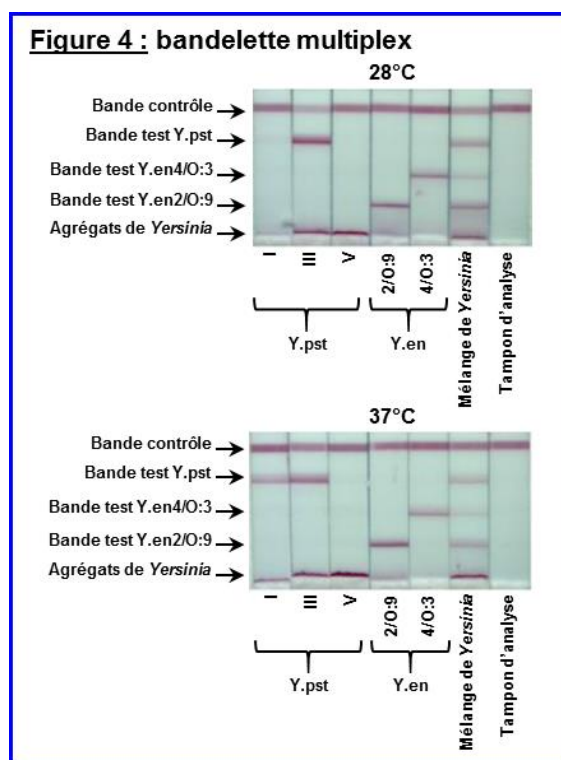 Figure 4 : bandelette multiplex
28°C
Bande contrôle
Bande test Y.pst
Bande test Y.en4/O:3
Bande test Y.en2/O:9
Agrégats de Yersinia
I
III
V
2/O:9
4/O:3
Mélange de Yersinia
Tampon d'analyse
Y.pst
Y.en
37°C
Bande contrôle
Bande test Y.pst
Bande test Y.en4/O:3
Bande test Y.en2/O:9
Agrégats de Yersinia
I
III
V
2/O:9
4/O:3
Mélange de Yersinia
Tampon d'analyse
Y.pst
Y.en